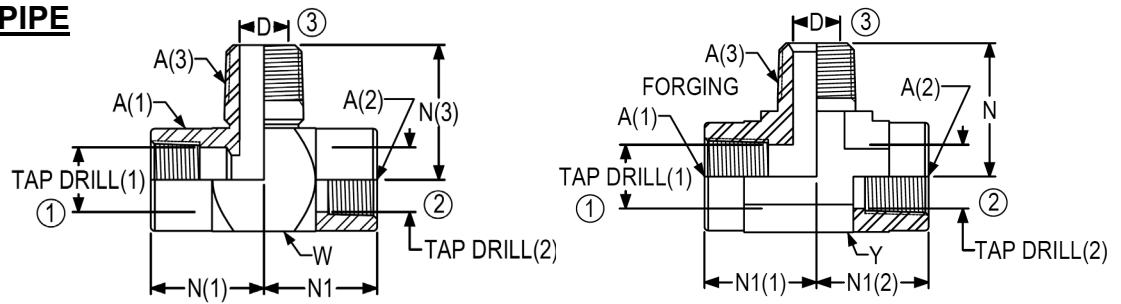 PIPE
D ③
A(3)
A(1)
A(2)
N(3)
TAP DRILL(1)
①
②
TAP DRILL(2)
W
N(1) N1
D ③
A(3)
FORGING
A(1)
A(2)
N
TAP DRILL(1)
①
②
TAP DRILL(2)
Y
N1(1) N1(2)